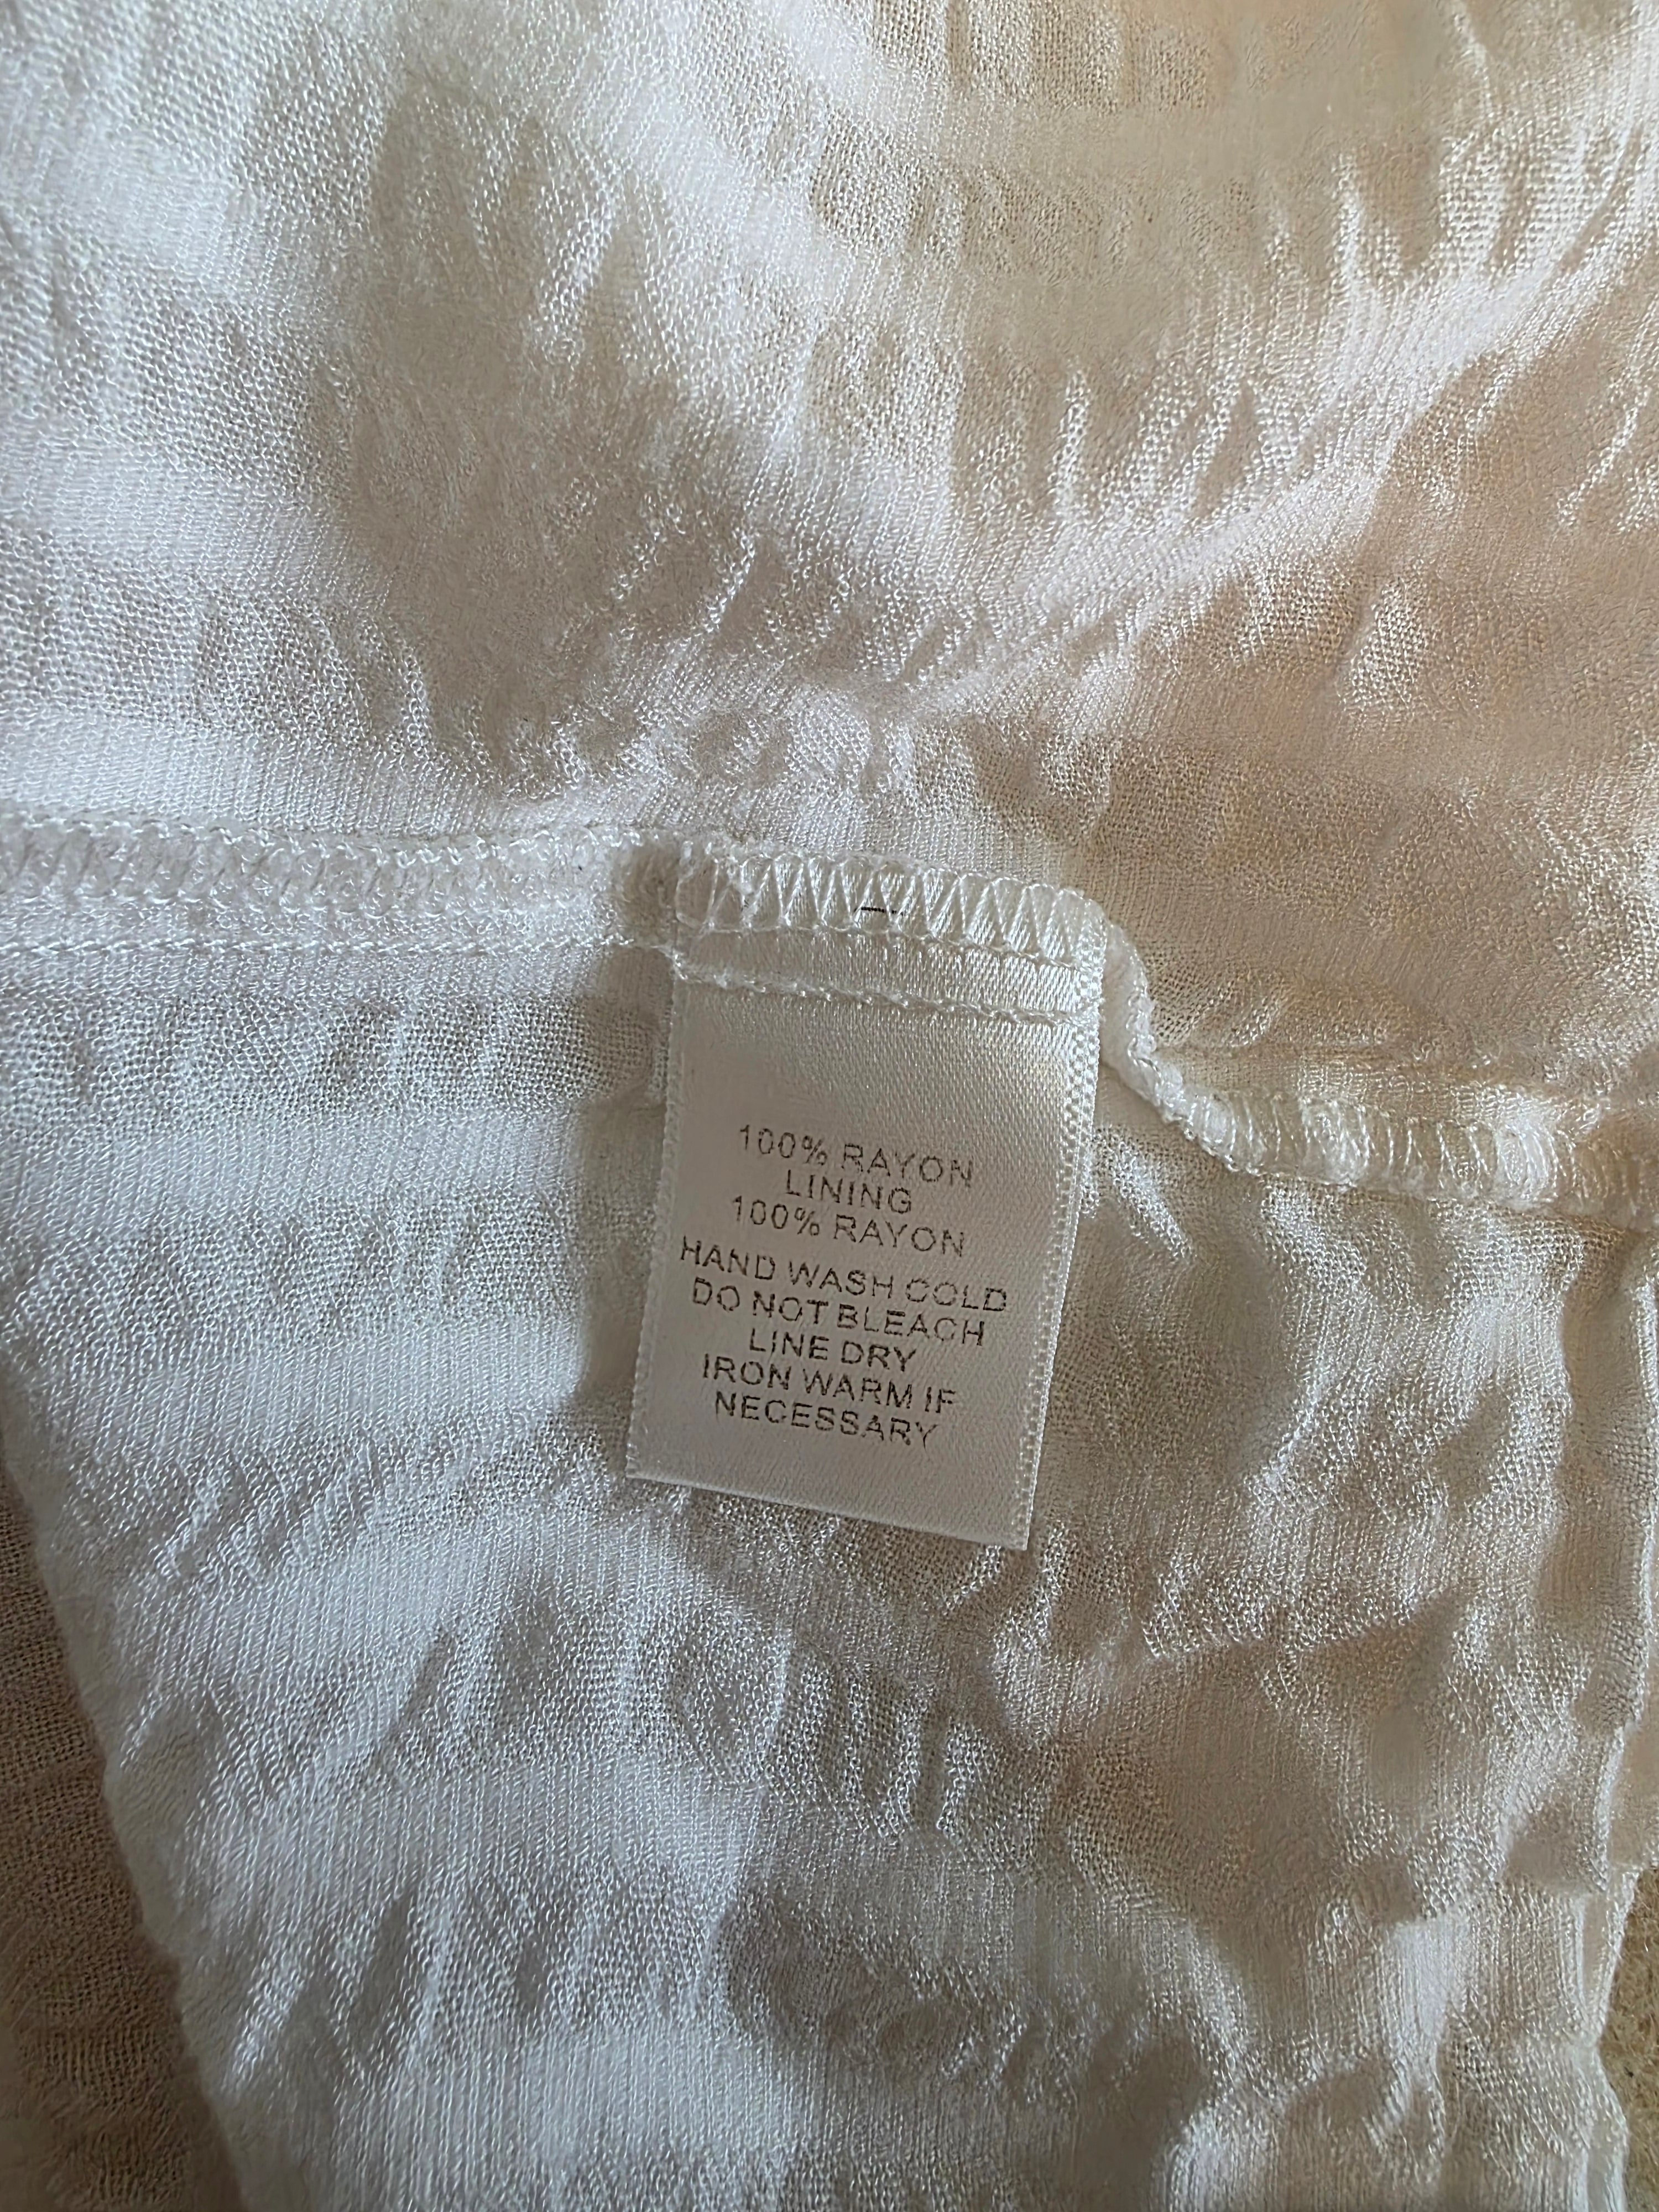 100% RAYON
LINING
100% RAYON
HAND WASH COLD
DO NOT BLEACH
LINE DRY
IRON WARM IF
NECESSARY